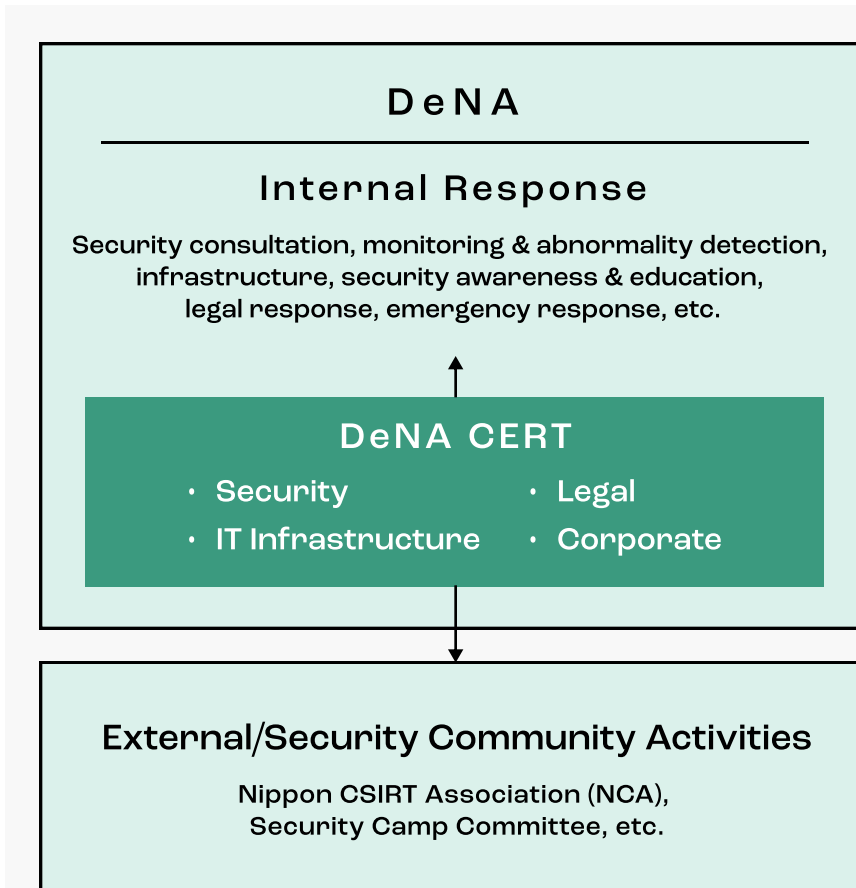 DeNA
Internal Response
Security consultation, monitoring & abnormality detection,
infrastructure, security awareness & education,
legal response, emergency response, etc.
DeNA CERT
・ Security
・ Legal
・ IT Infrastructure
・ Corporate
External/Security Community Activities
Nippon CSIRT Association (NCA),
Security Camp Committee, etc.